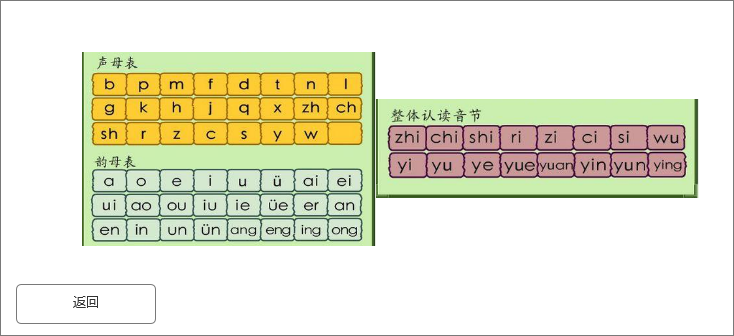 声母表
b p m f d t n l
g k h j q x zh ch
sh r z c s y w
韵母表
a o e i u ü ai ei
ui ao ou iu ie üe er an
en in un ün ang eng ing ong
整体认读音节
zhi chi shi ri zi ci si wu
yi yu ye yue yuan yin yun ying
返回